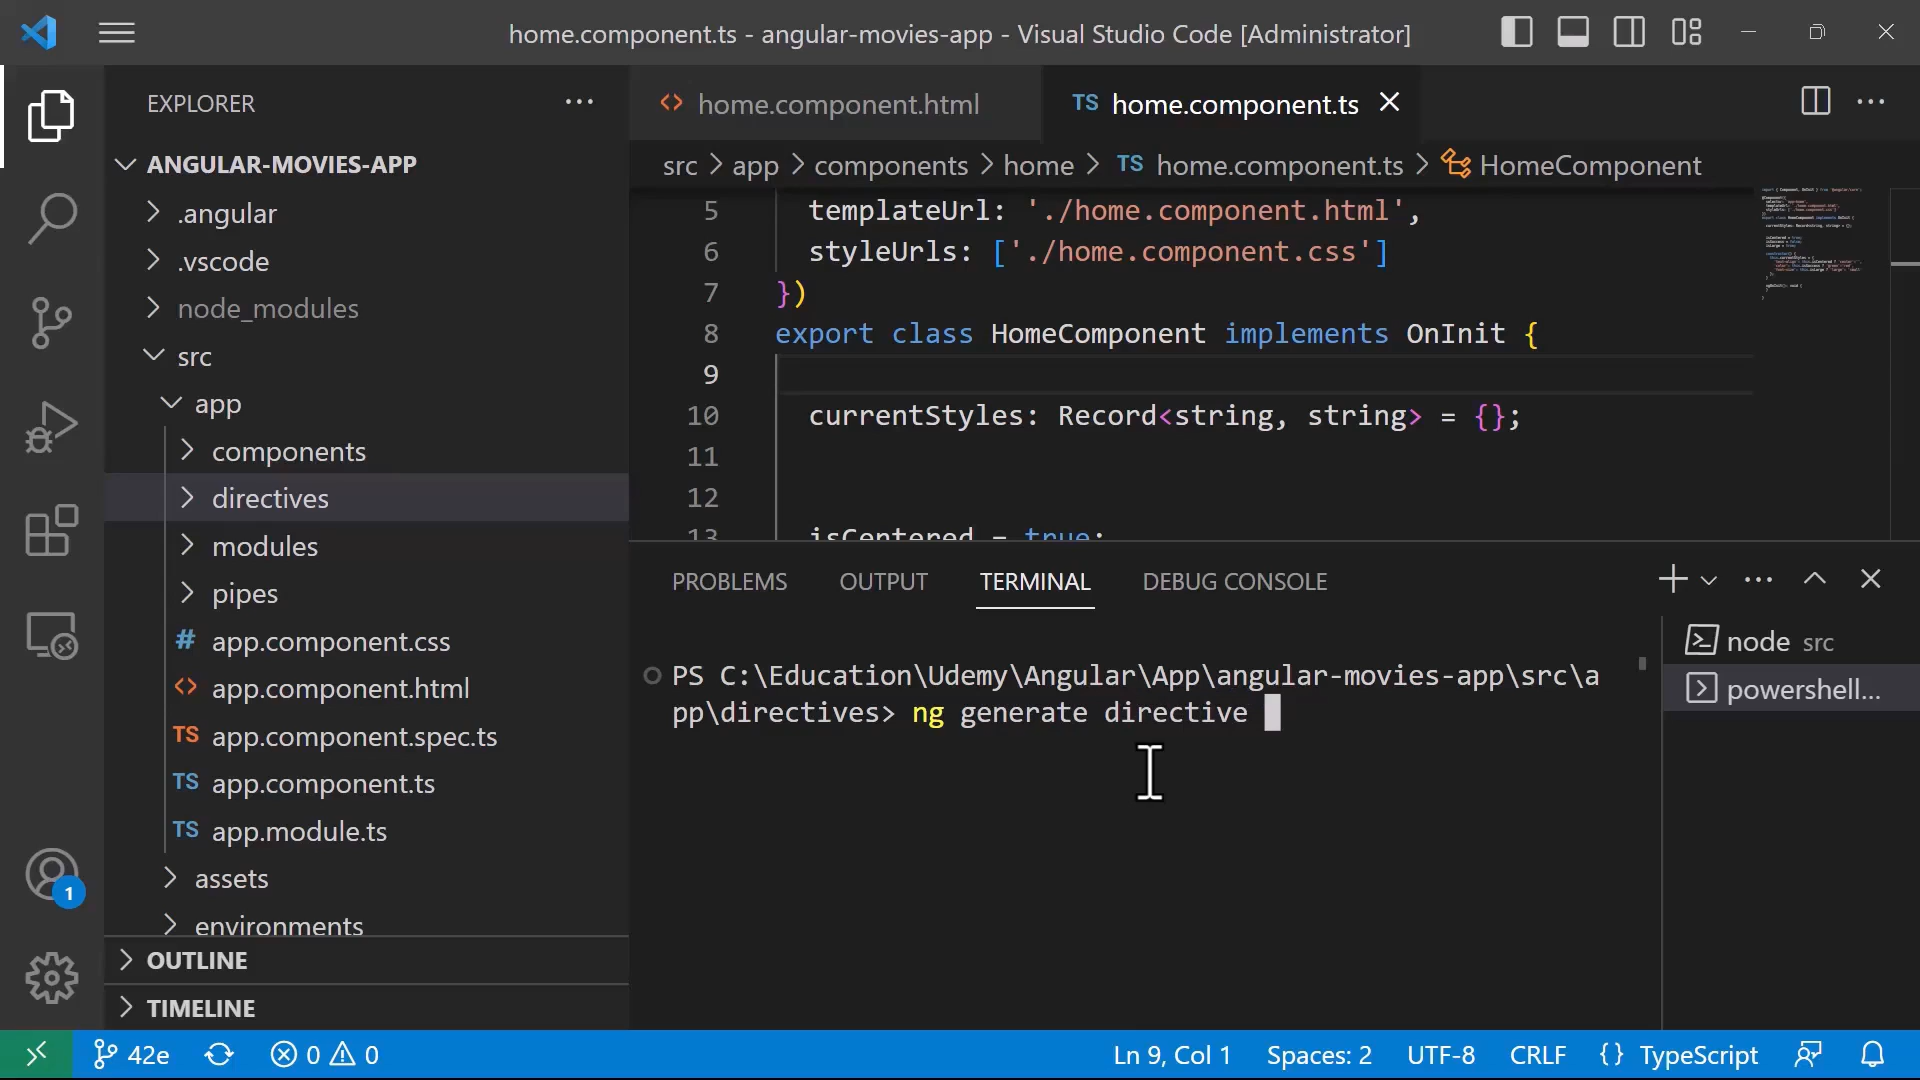 home.component.ts - angular-movies-app - Visual Studio Code [Administrator]
EXPLORER
ANGULAR-MOVIES-APP
.angular
.vscode
node_modules
src
app
components
directives
modules
pipes
# app.component.css
<> app.component.html
TS app.component.spec.ts
TS app.component.ts
TS app.module.ts
assets
environments
OUTLINE
TIMELINE
<> home.component.html
TS home.component.ts
src > app > components > home > TS home.component.ts > HomeComponent
5 templateUrl: './home.component.html',
6 styleUrls: ['./home.component.css']
7 })
8 export class HomeComponent implements OnInit {
9
10 currentStyles: Record<string, string> = {};
11
12
13 isCentered = true;
PROBLEMS OUTPUT TERMINAL DEBUG CONSOLE
PS C:\Education\Udemy\Angular\App\angular-movies-app\src\a
pp\directives> ng generate directive
node src
powershell...
1
42e
0 0
Ln 9, Col 1 Spaces: 2 UTF-8 CRLF {} TypeScript